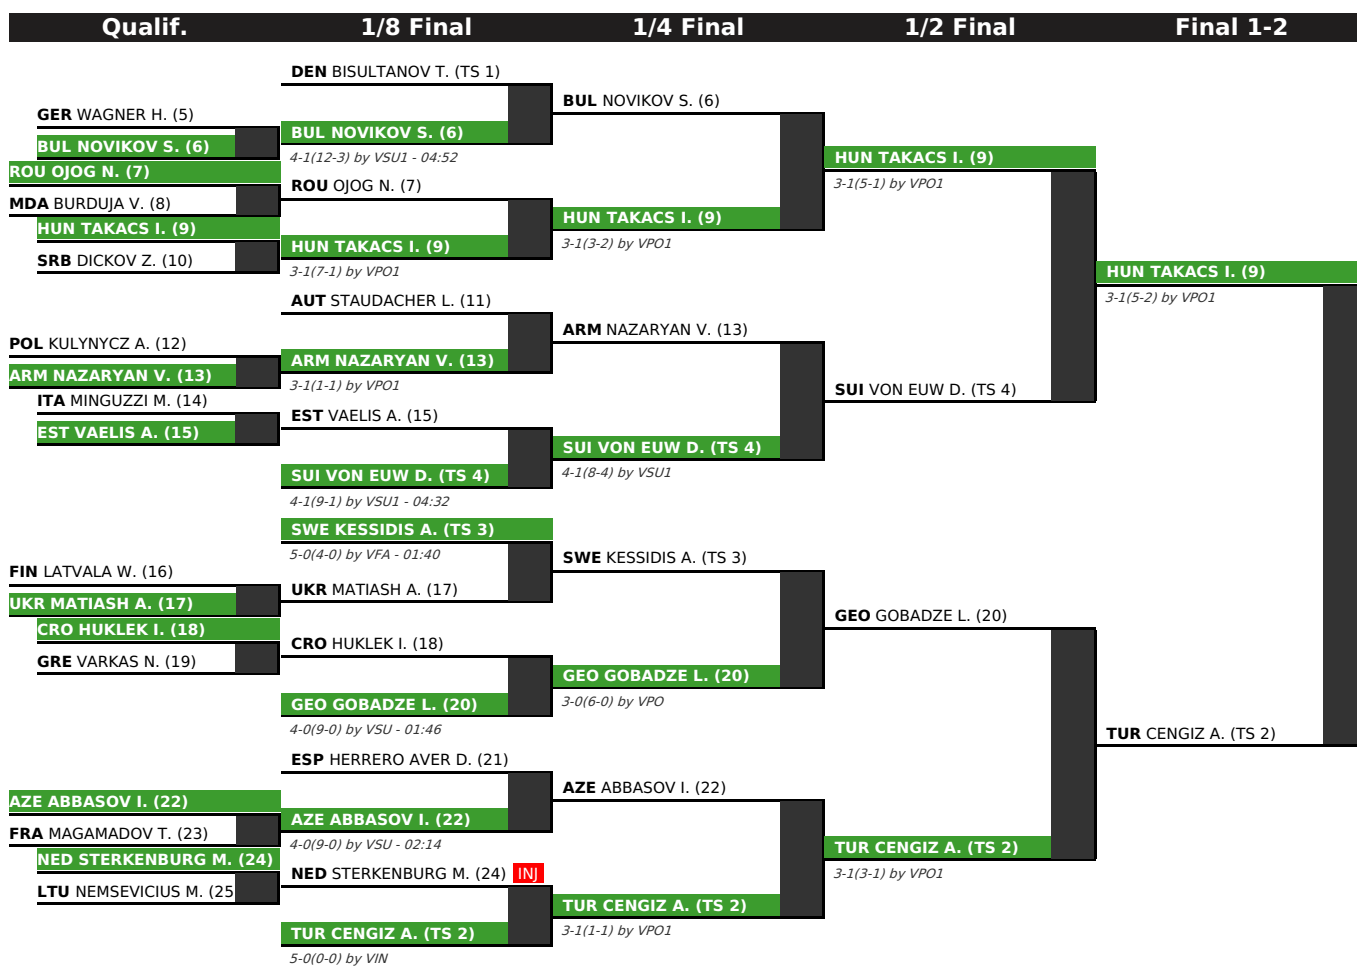 Qualif.
1/8 Final
1/4 Final
1/2 Final
Final 1-2
GER WAGNER H. (5)
BUL NOVIKOV S. (6)
ROU OJOG N. (7)
MDA BURDUJA V. (8)
HUN TAKACS I. (9)
SRB DICKOV Z. (10)
POL KULYNYCZ A. (12)
ARM NAZARYAN V. (13)
ITA MINGUZZI M. (14)
EST VAELIS A. (15)
FIN LATVALA W. (16)
UKR MATIASH A. (17)
CRO HUKLEK I. (18)
GRE VARKAS N. (19)
AZE ABBASOV I. (22)
FRA MAGAMADOV T. (23)
NED STERKENBURG M. (24)
LTU NEMSEVICIUS M. (25
DEN BISULTANOV T. (TS 1)
BUL NOVIKOV S. (6)
4-1(12-3) by VSU1 - 04:52
ROU OJOG N. (7)
HUN TAKACS I. (9)
3-1(7-1) by VPO1
AUT STAUDACHER L. (11)
ARM NAZARYAN V. (13)
3-1(1-1) by VPO1
EST VAELIS A. (15)
SUI VON EUW D. (TS 4)
4-1(9-1) by VSU1 - 04:32
SWE KESSIDIS A. (TS 3)
5-0(4-0) by VFA - 01:40
UKR MATIASH A. (17)
CRO HUKLEK I. (18)
GEO GOBADZE L. (20)
4-0(9-0) by VSU - 01:46
ESP HERRERO AVER D. (21)
AZE ABBASOV I. (22)
4-0(9-0) by VSU - 02:14
NED STERKENBURG M. (24) INJ
TUR CENGIZ A. (TS 2)
5-0(0-0) by VIN
BUL NOVIKOV S. (6)
HUN TAKACS I. (9)
3-1(3-2) by VPO1
ARM NAZARYAN V. (13)
SUI VON EUW D. (TS 4)
4-1(8-4) by VSU1
SWE KESSIDIS A. (TS 3)
GEO GOBADZE L. (20)
3-0(6-0) by VPO
AZE ABBASOV I. (22)
TUR CENGIZ A. (TS 2)
3-1(1-1) by VPO1
HUN TAKACS I. (9)
3-1(5-1) by VPO1
SUI VON EUW D. (TS 4)
GEO GOBADZE L. (20)
TUR CENGIZ A. (TS 2)
3-1(3-1) by VPO1
HUN TAKACS I. (9)
3-1(5-2) by VPO1
TUR CENGIZ A. (TS 2)